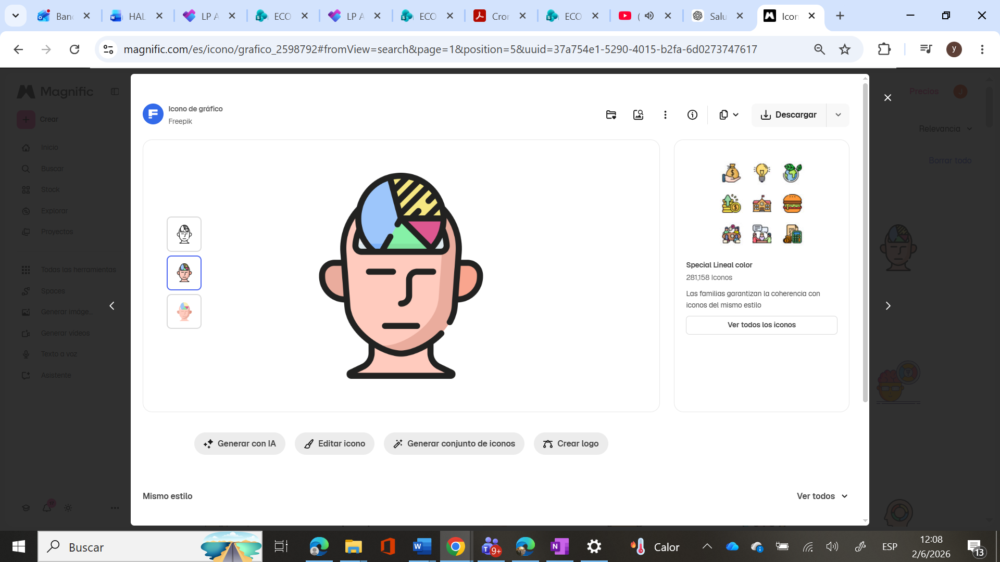 Ban
HAL
LP A
ECO
LP A
ECO
Cror
ECO
(
Salu
Icon
magnific.com/es/icono/grafico_2598792#fromView=search&page=1&position=5&uuid=37a754e1-5290-4015-b2fa-6d0273747617
y
Magnific
Precios
J
Crear
Inicio
Buscar
Stock
Explorar
Proyectos
Todas las herramientas
Spaces
Generar imáge...
Generar vídeos
Texto a voz
Asistente
Relevancia
Borrar todo
Icono de gráfico
Freepik
Descargar
Special Lineal color
281,158 Iconos
Las familias garantizan la coherencia con
iconos del mismo estilo
Ver todos los iconos
Generar con IA
Editar icono
Generar conjunto de iconos
Crear logo
Mismo estilo
Ver todos
Buscar
9+
Calor
ESP
12:08
2/6/2026
13